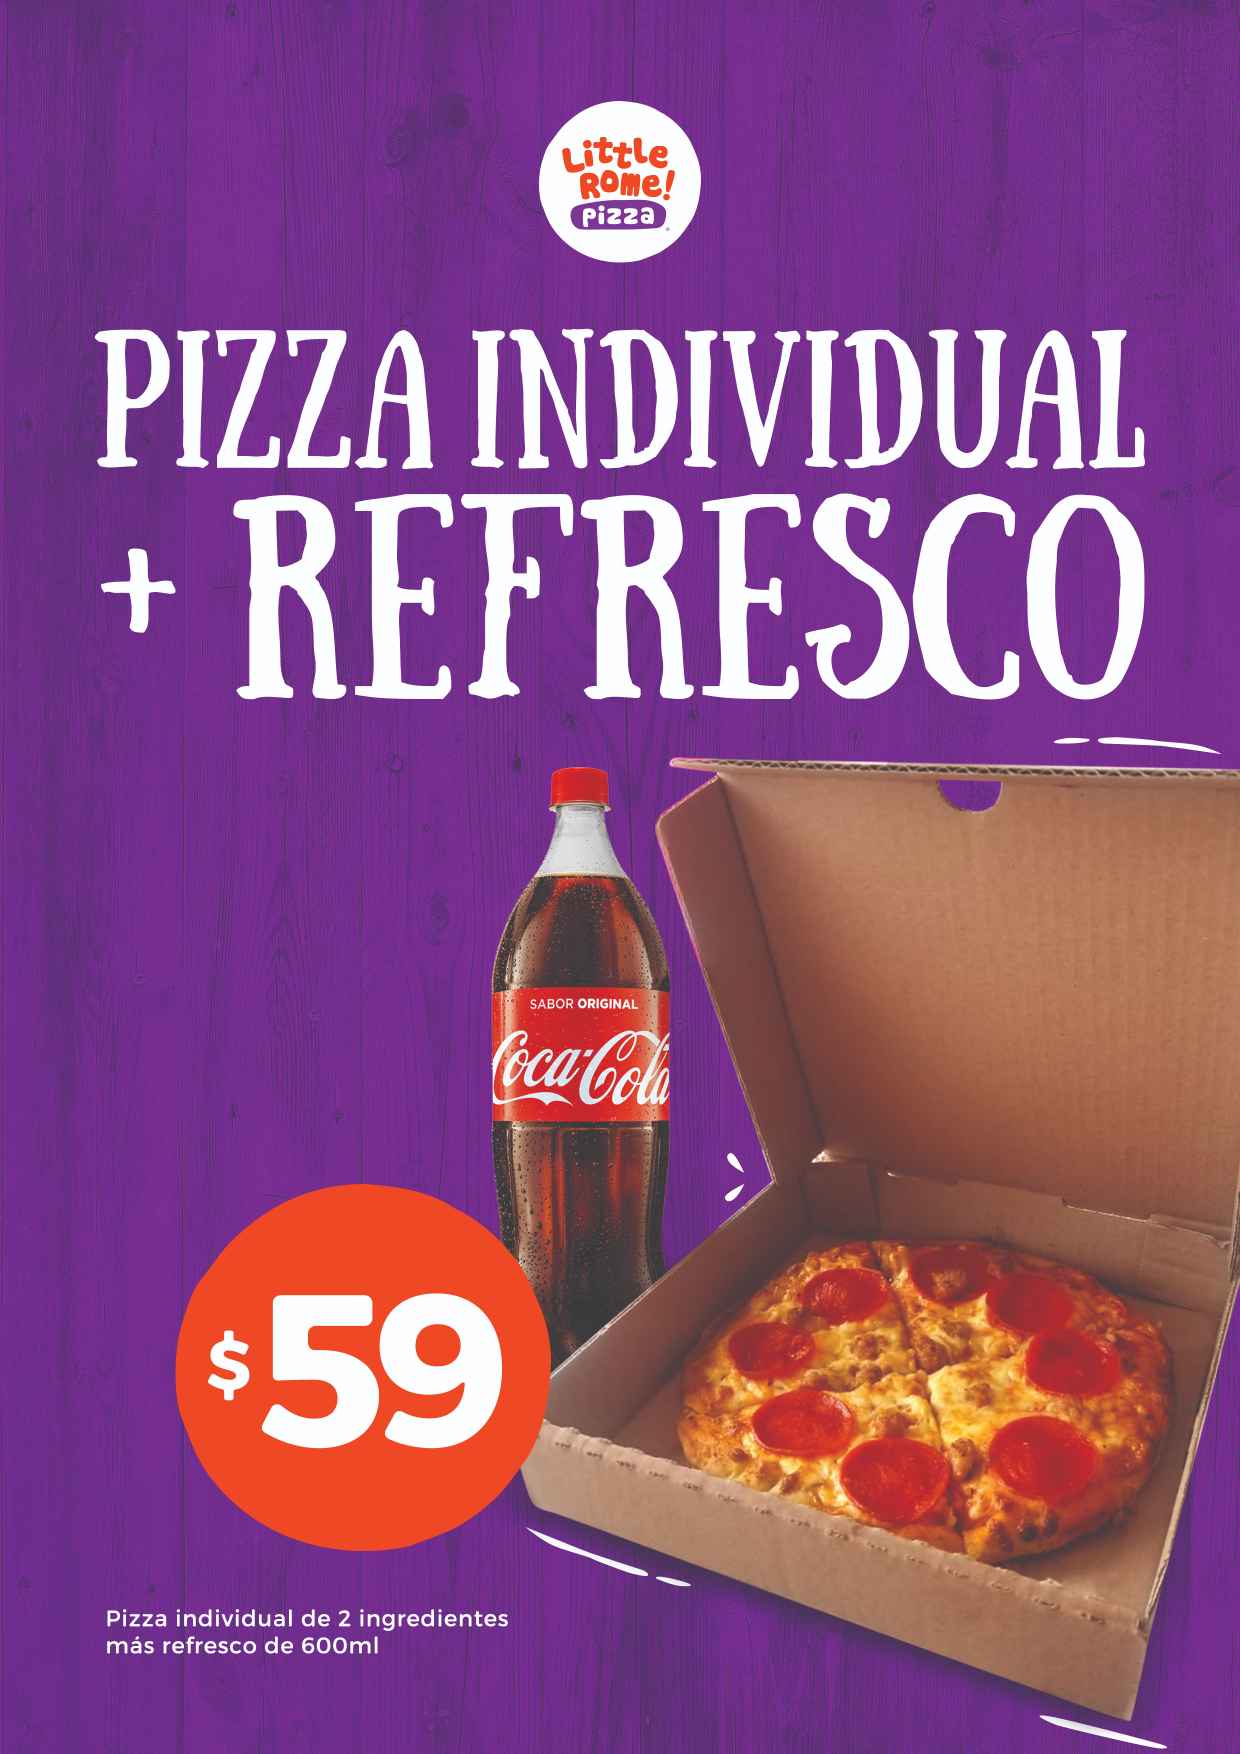 Little
Rome!
Pizza
PIZZA INDIVIDUAL
+ REFRESCO
SABOR ORIGINAL
Coca-Cola
$59
Pizza individual de 2 ingredientes
más refresco de 600ml